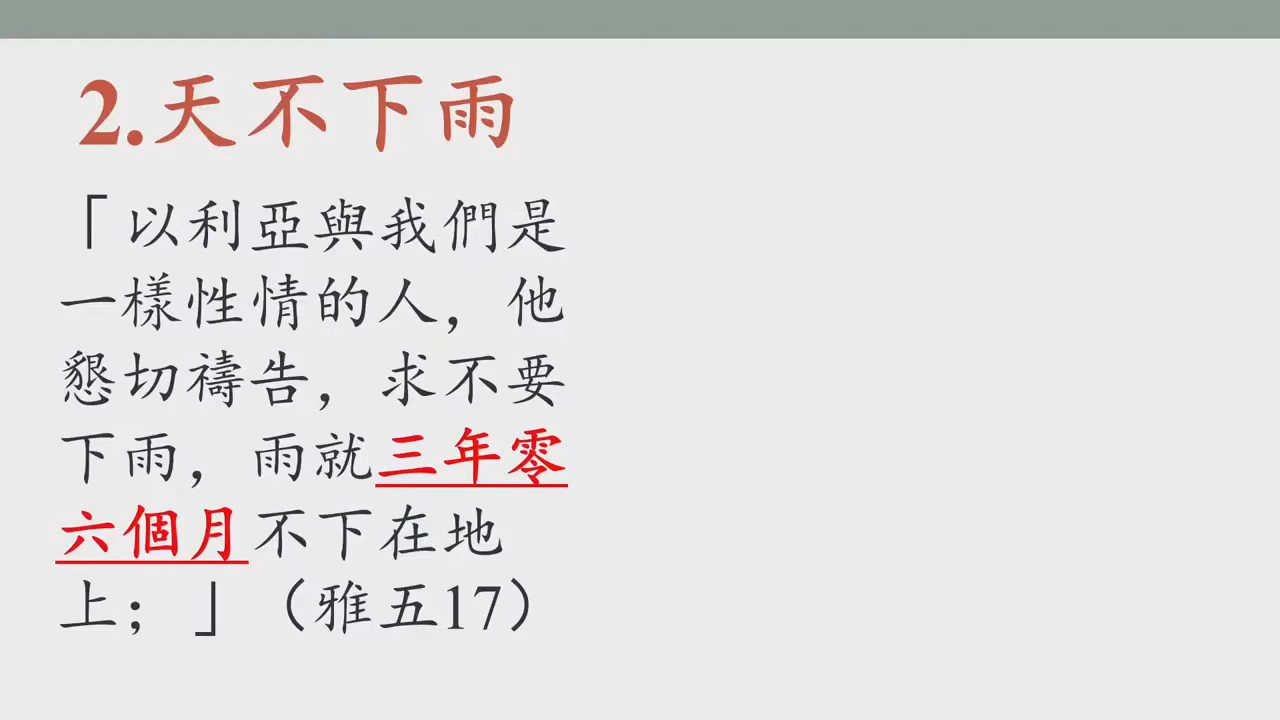 2.天不下雨
「以利亞與我們是
一樣性情的人，他
懇切禱告，求不要
下雨，雨就三年零
六個月不下在地
上；」（雅五17）